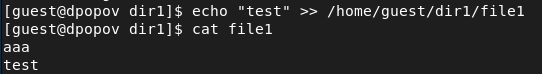 [guest@dpopov dir1]$ echo "test" >> /home/guest/dir1/file1
[guest@dpopov dir1]$ cat file1
aaa
test